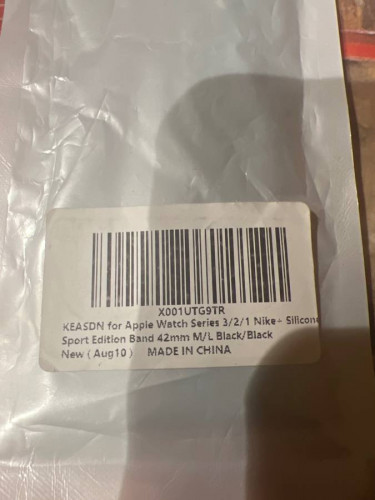 X001UTG9TR
KEASDN for Apple Watch Series 3/2/1 Nike+ Silicone
Sport Edition Band 42mm M/L Black/Black
New ( Aug10 ) MADE IN CHINA